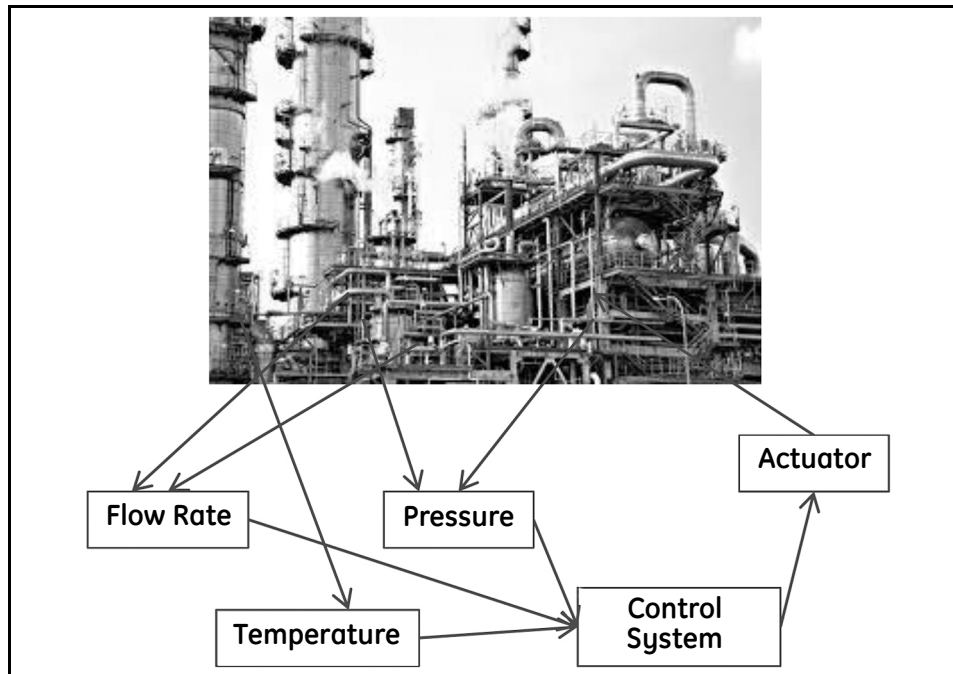 Actuator
Flow Rate
Pressure
Temperature
Control
System